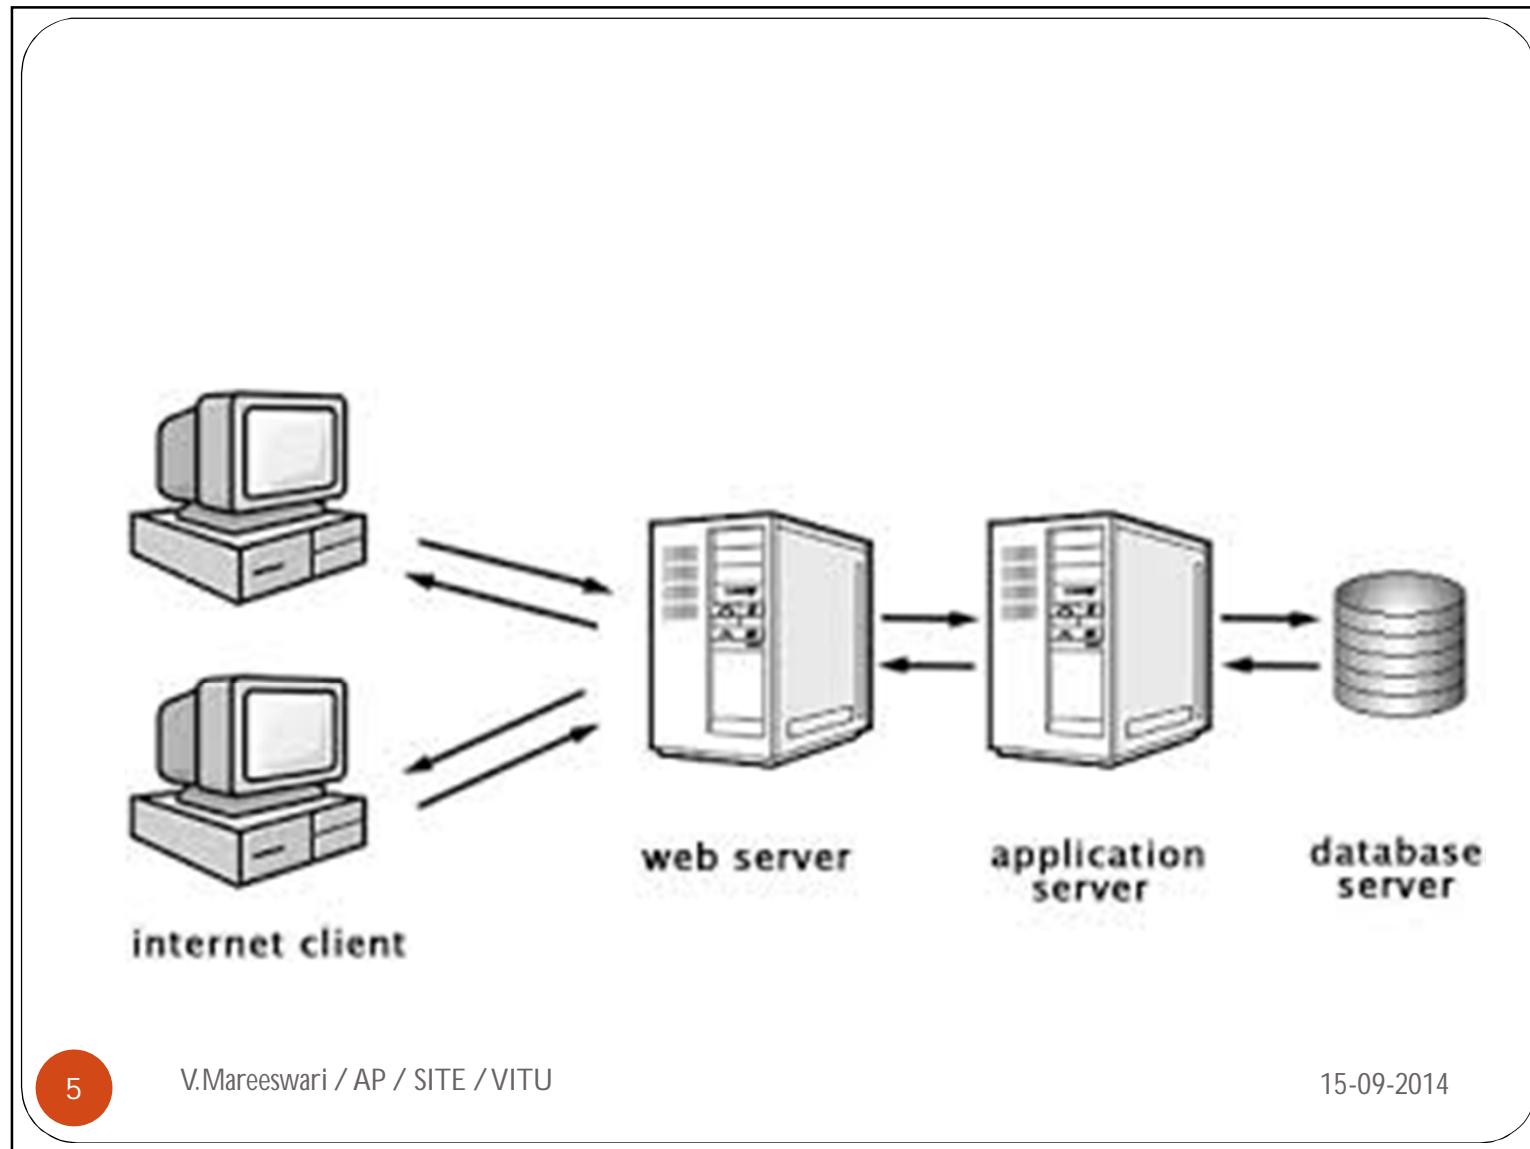 internet client
web server
application
server
database
server
5
V.Mareeswari / AP / SITE / VITU
15-09-2014